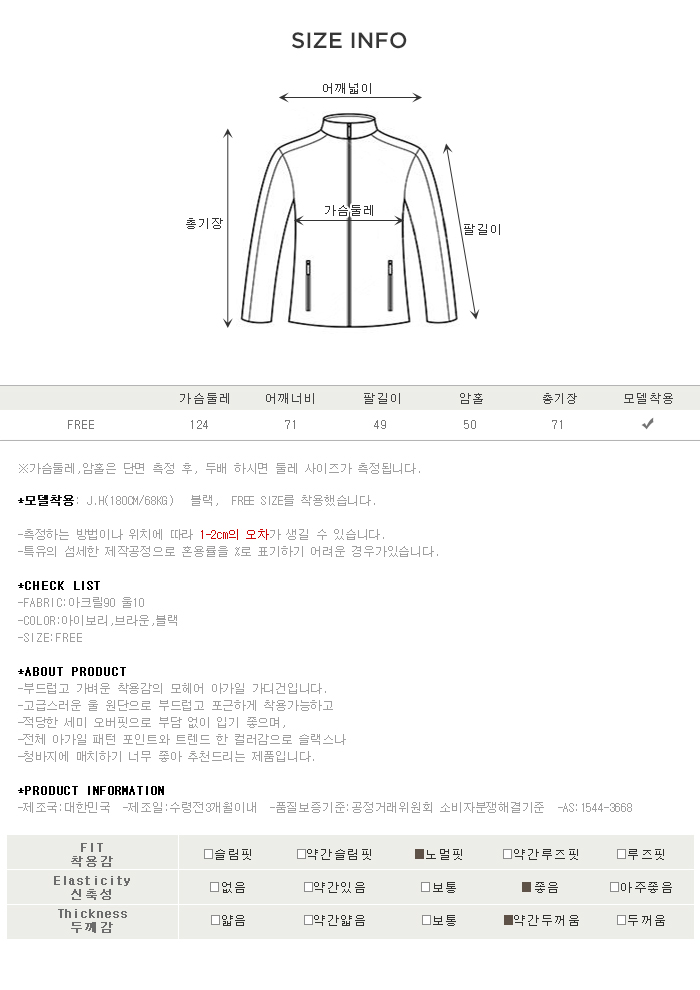 SIZE INFO
어깨넓이
총기장
가슴둘레
팔길이
가슴둘레 어깨너비 팔길이 암홀 총기장 모델착용
FREE 124 71 49 50 71 ✔
※가슴둘레,암홀은 단면 측정 후, 두배 하시면 둘레 사이즈가 측정됩니다.
*모델착용: J.H(180CM/68KG) 블랙, FREE SIZE를 착용했습니다.
-측정하는 방법이나 위치에 따라 1-2cm의 오차가 생길 수 있습니다.
-특유의 섬세한 제작공정으로 혼용률을 %로 표기하기 어려운 경우가있습니다.
*CHECK LIST
-FABRIC:아크릴90 울10
-COLOR:아이보리,브라운,블랙
-SIZE:FREE
*ABOUT PRODUCT
-부드럽고 가벼운 착용감의 모헤어 아가일 가디건입니다.
-고급스러운 울 원단으로 부드럽고 포근하게 착용가능하고
-적당한 세미 오버핏으로 부담 없이 입기 좋으며,
-전체 아가일 패턴 포인트와 트렌드 한 컬러감으로 슬랙스나
-청바지에 매치하기 너무 좋아 추천드리는 제품입니다.
*PRODUCT INFORMATION
-제조국:대한민국 -제조일:수령전3개월이내 -품질보증기준:공정거래위원회 소비자분쟁해결기준 -AS:1544-3668
FIT
착용감
□슬림핏 □약간슬림핏 ■노멀핏 □약간루즈핏 □루즈핏
Elasticity
신축성
□없음 □약간있음 □보통 ■좋음 □아주좋음
Thickness
두께감
□얇음 □약간얇음 □보통 ■약간두꺼움 □두꺼움